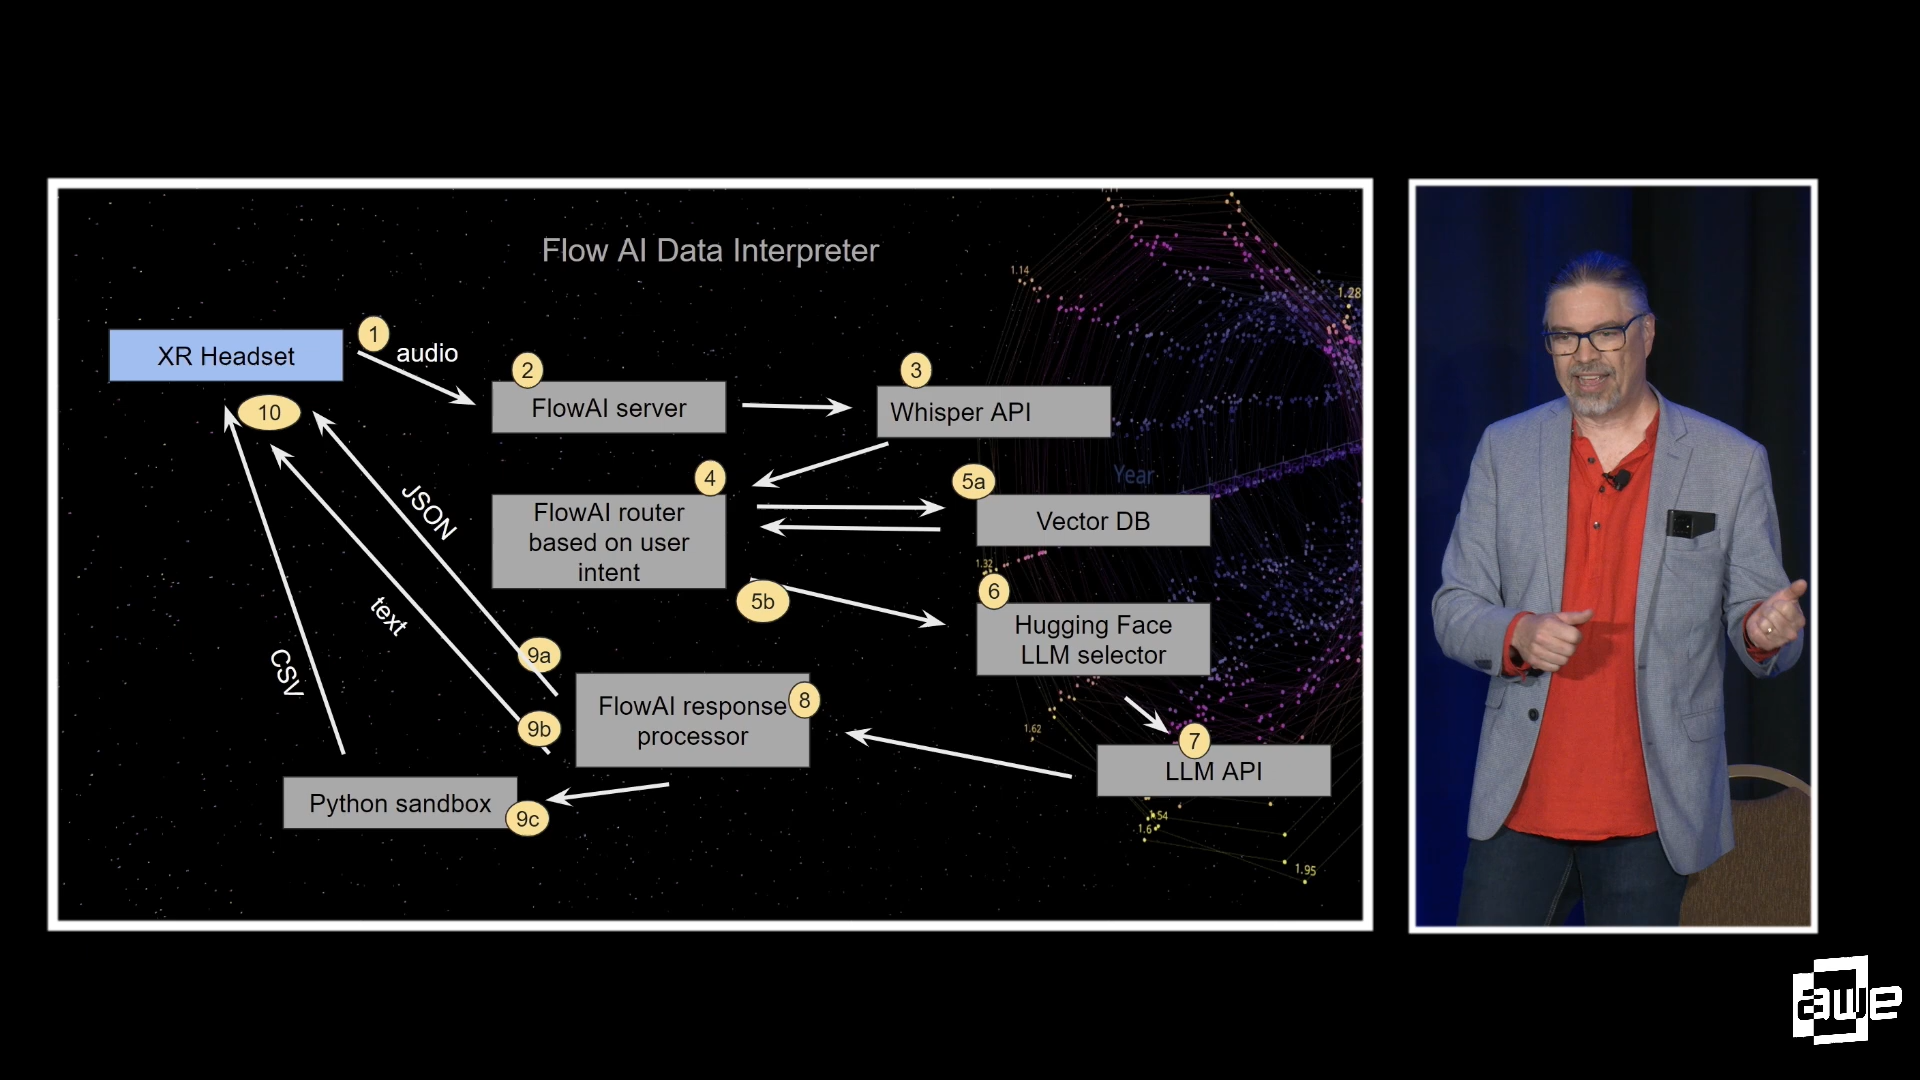 Flow AI Data Interpreter
XR Headset
1
audio
2
FlowAI server
3
Whisper API
10
4
FlowAI router
based on user
intent
5a
Vector DB
5b
6
Hugging Face
LLM selector
7
LLM API
8
FlowAI response
processor
9a
JSON
9b
text
Python sandbox
9c
CSV
1.14
1.28
Year
1.32
1.62
1.54
1.6
1.95
awe